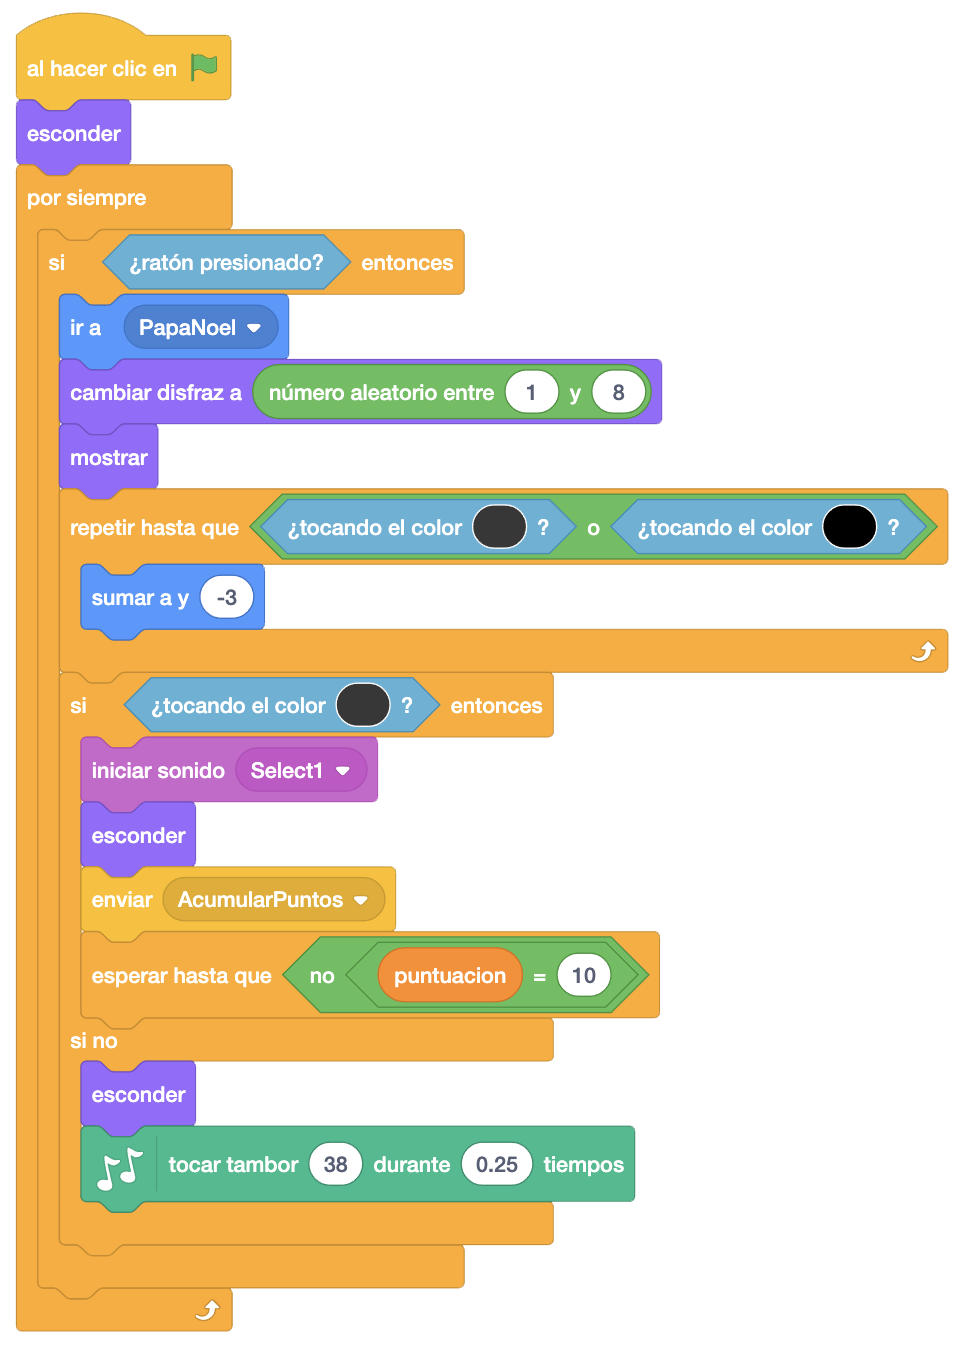 al hacer clic en
esconder
por siempre
si ¿ratón presionado? entonces
ir a PapaNoel
cambiar disfraz a número aleatorio entre 1 y 8
mostrar
repetir hasta que ¿tocando el color ? o ¿tocando el color ?
sumar a y -3
si ¿tocando el color ? entonces
iniciar sonido Select1
esconder
enviar AcumularPuntos
esperar hasta que no puntuacion = 10
si no
esconder
tocar tambor 38 durante 0.25 tiempos